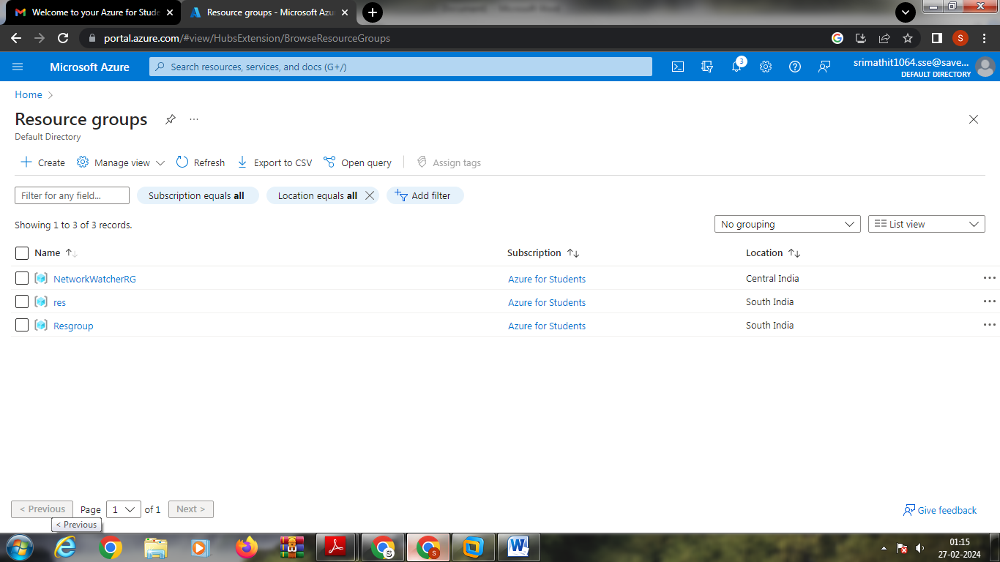 Welcome to your Azure for Stude
Resource groups - Microsoft Azu
portal.azure.com/#view/HubsExtension/BrowseResourceGroups
S
Microsoft Azure
Search resources, services, and docs (G+/)
3
srimathit1064.sse@save...
DEFAULT DIRECTORY
Home
Resource groups
Default Directory
Create
Manage view
Refresh
Export to CSV
Open query
Assign tags
Filter for any field...
Subscription equals all
Location equals all
Add filter
Showing 1 to 3 of 3 records.
No grouping
List view
Name
Subscription
Location
NetworkWatcherRG
Azure for Students
Central India
res
Azure for Students
South India
Resgroup
Azure for Students
South India
< Previous
Page 1 of 1
Next >
Give feedback
< Previous
01:15
27-02-2024